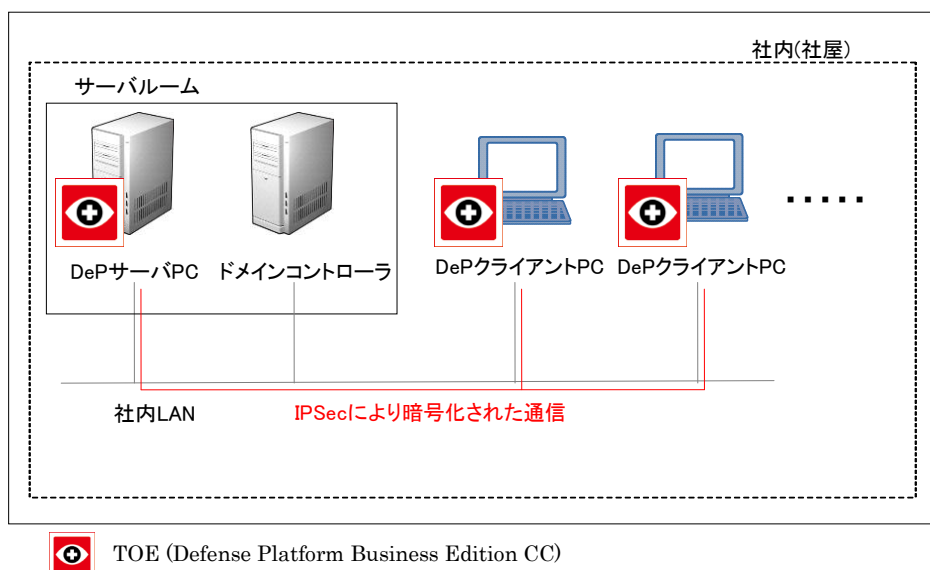 社内(社屋)
サーバルーム
DePサーバPC ドメインコントローラ DePクライアントPC DePクライアントPC
社内LAN IPSecにより暗号化された通信
TOE (Defense Platform Business Edition CC)